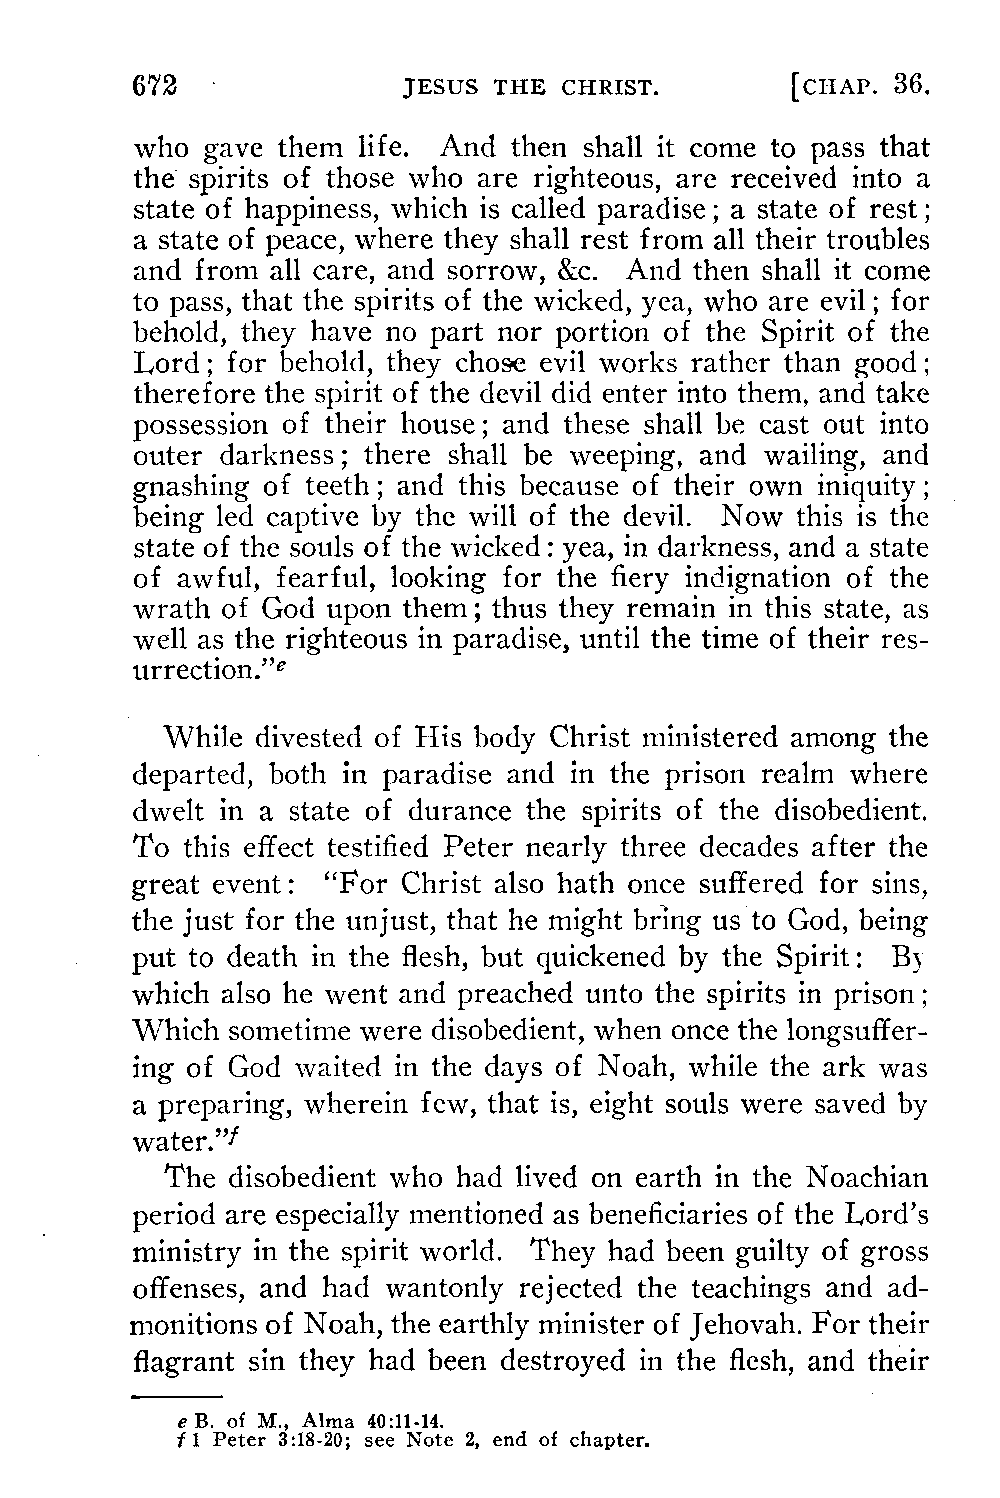 672 JESUS THE CHRIST. [CHAP. 36.
who gave them life. And then shall it come to pass that
the spirits of those who are righteous, are received into a
state of happiness, which is called paradise; a state of rest;
a state of peace, where they shall rest from all their troubles
and from all care, and sorrow, &c. And then shall it come
to pass, that the spirits of the wicked, yea, who are evil; for
behold, they have no part nor portion of the Spirit of the
Lord; for behold, they chose evil works rather than good;
therefore the spirit of the devil did enter into them, and take
possession of their house; and these shall be cast out into
outer darkness; there shall be weeping, and wailing, and
gnashing of teeth; and this because of their own iniquity;
being led captive by the will of the devil. Now this is the
state of the souls of the wicked: yea, in darkness, and a state
of awful, fearful, looking for the fiery indignation of the
wrath of God upon them; thus they remain in this state, as
well as the righteous in paradise, until the time of their res-
urrection."e
While divested of His body Christ ministered among the
departed, both in paradise and in the prison realm where
dwelt in a state of durance the spirits of the disobedient.
To this effect testified Peter nearly three decades after the
great event: "For Christ also hath once suffered for sins,
the just for the unjust, that he might bring us to God, being
put to death in the flesh, but quickened by the Spirit: By
which also he went and preached unto the spirits in prison;
Which sometime were disobedient, when once the longsuffer-
ing of God waited in the days of Noah, while the ark was
a preparing, wherein few, that is, eight souls were saved by
water."f
The disobedient who had lived on earth in the Noachian
period are especially mentioned as beneficiaries of the Lord's
ministry in the spirit world. They had been guilty of gross
offenses, and had wantonly rejected the teachings and ad-
monitions of Noah, the earthly minister of Jehovah. For their
flagrant sin they had been destroyed in the flesh, and their
e B. of M., Alma 40:11-14.
f 1 Peter 3:18-20; see Note 2, end of chapter.